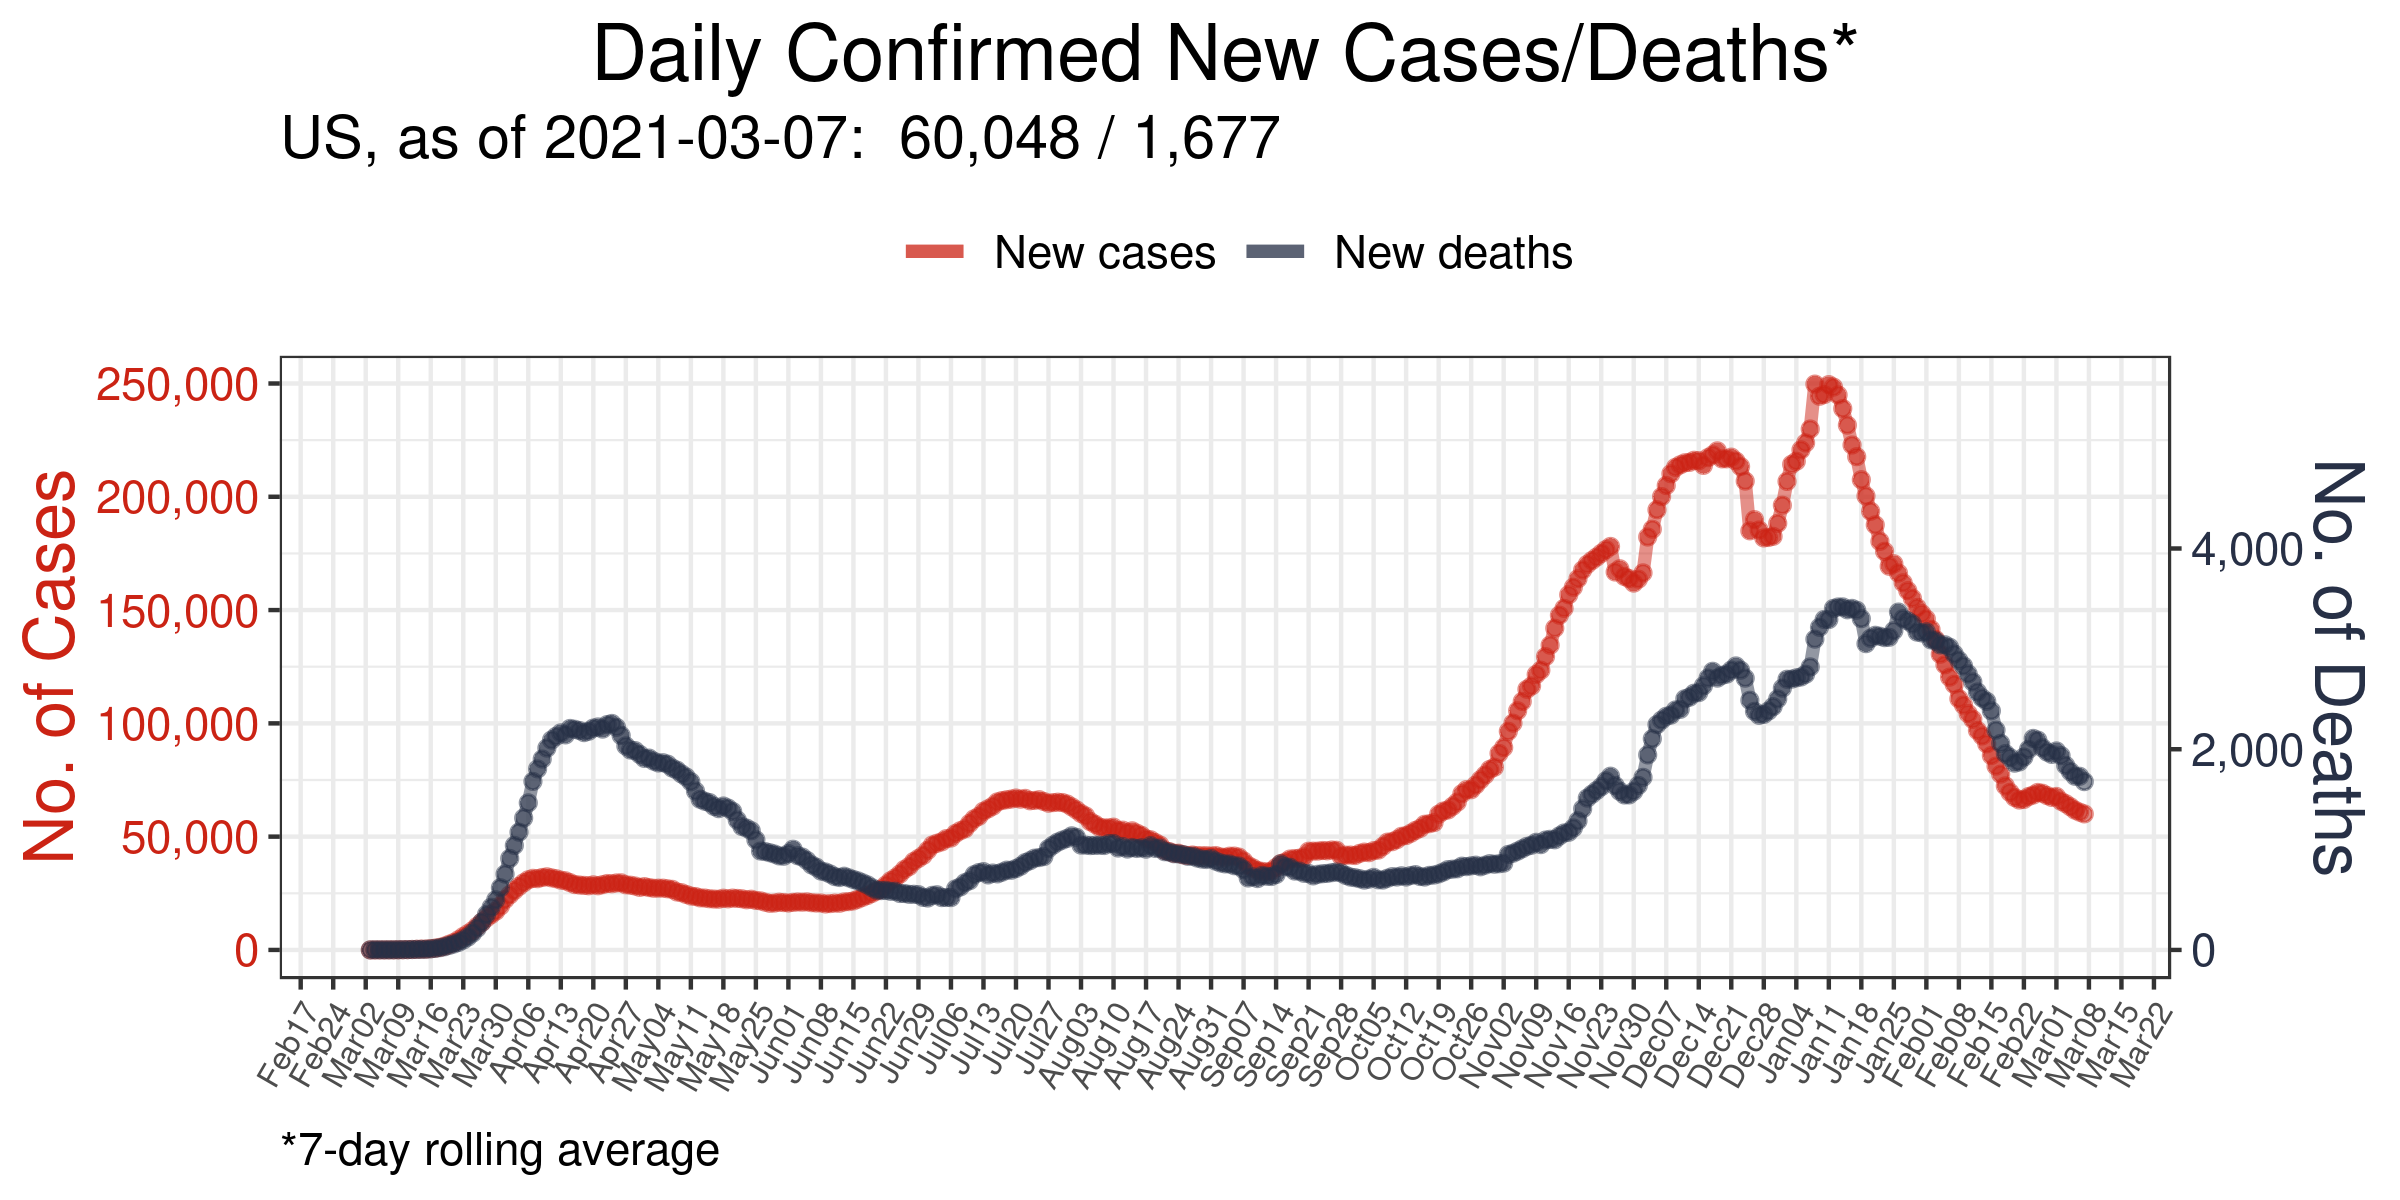 Daily Confirmed New Cases/Deaths*
US, as of 2021-03-07:  60,048 / 1,677
New cases
New deaths
No. of Cases
250,000
200,000
150,000
100,000
50,000
0
No. of Deaths
4,000
2,000
0
Feb17
Feb24
Mar02
Mar09
Mar16
Mar23
Mar30
Apr06
Apr13
Apr20
Apr27
May04
May11
May18
May25
Jun01
Jun08
Jun15
Jun22
Jun29
Jul06
Jul13
Jul20
Jul27
Aug03
Aug10
Aug17
Aug24
Aug31
Sep07
Sep14
Sep21
Sep28
Oct05
Oct12
Oct19
Oct26
Nov02
Nov09
Nov16
Nov23
Nov30
Dec07
Dec14
Dec21
Dec28
Jan04
Jan11
Jan18
Jan25
Feb01
Feb08
Feb15
Feb22
Mar01
Mar08
Mar15
Mar22
*7-day rolling average